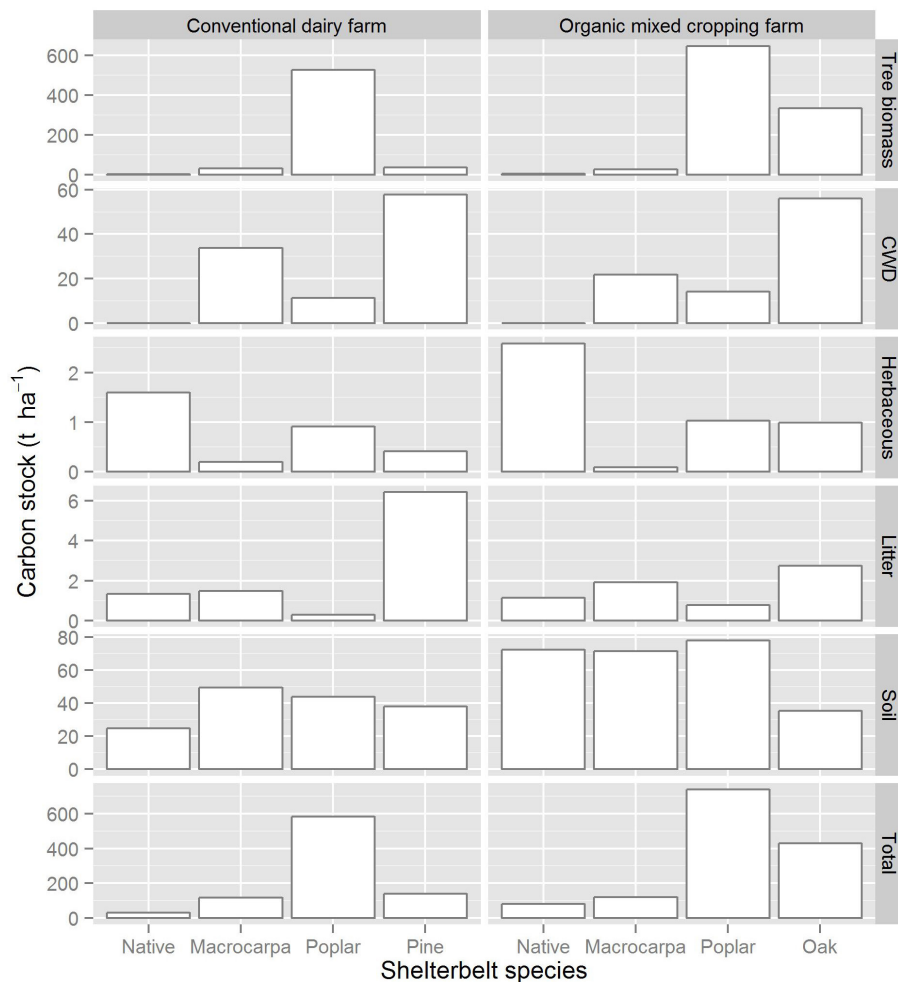 Conventional dairy farm
Organic mixed cropping farm
600
400
200
0
Tree biomass
60
40
20
0
CWD
2
1
0
Herbaceous
6
4
2
0
Litter
80
60
40
20
0
Soil
600
400
200
0
Total
Carbon stock (t ha⁻¹)
Native Macrocarpa Poplar Pine
Native Macrocarpa Poplar Oak
Shelterbelt species